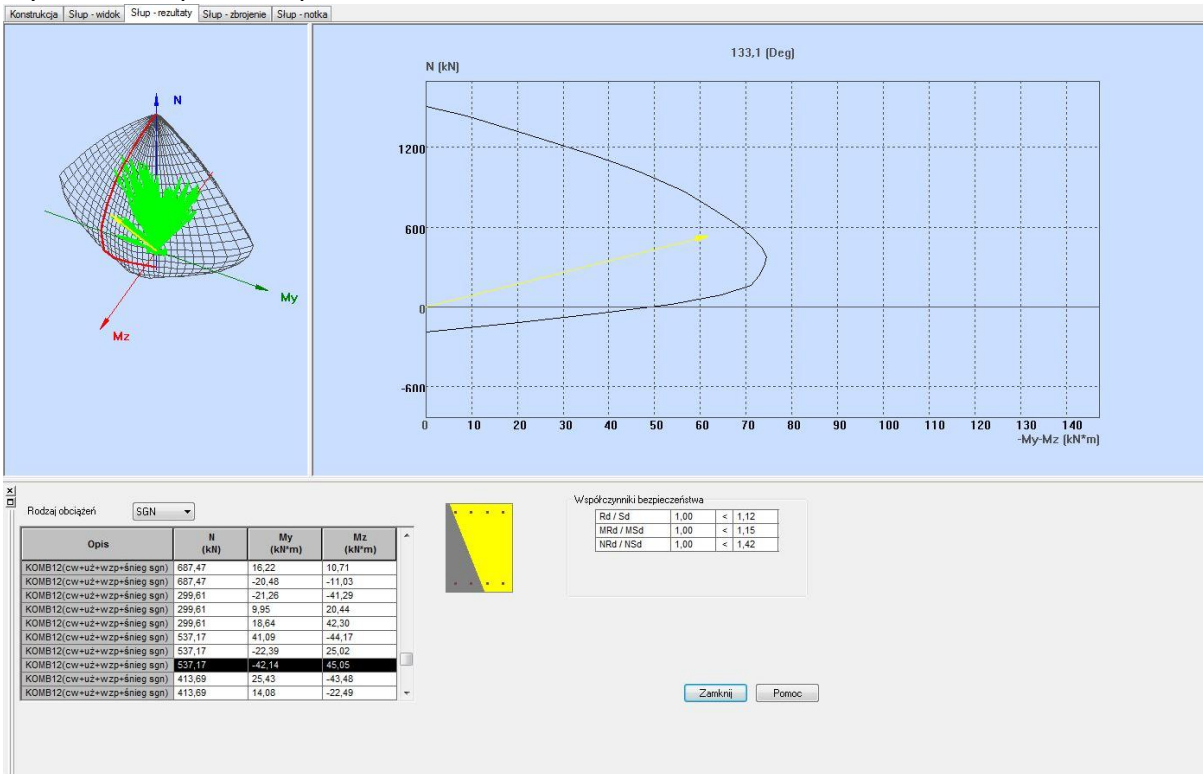 Konstrukcja Słup - widok Słup - rezultaty Słup - zbrojenie Słup - notka
N
My
Mz
133,1 (Deg)
N (kN)
1200
600
0
-600
0 10 20 30 40 50 60 70 80 90 100 110 120 130 140
-My-Mz (kN*m)
Rodzaj obciążeń SGN
Opis N (kN) My (kN*m) Mz (kN*m)
KOMB12(cw+uż+wzp+śnieg sgn) 687,47 16,22 10,71
KOMB12(cw+uż+wzp+śnieg sgn) 687,47 -20,48 -11,03
KOMB12(cw+uż+wzp+śnieg sgn) 299,61 -21,26 -41,29
KOMB12(cw+uż+wzp+śnieg sgn) 299,61 9,95 20,44
KOMB12(cw+uż+wzp+śnieg sgn) 299,61 18,64 42,30
KOMB12(cw+uż+wzp+śnieg sgn) 537,17 41,09 -44,17
KOMB12(cw+uż+wzp+śnieg sgn) 537,17 -22,39 25,02
KOMB12(cw+uż+wzp+śnieg sgn) 537,17 -42,14 45,05
KOMB12(cw+uż+wzp+śnieg sgn) 413,69 25,43 -43,48
KOMB12(cw+uż+wzp+śnieg sgn) 413,69 14,08 -22,49
Współczynniki bezpieczeństwa
Rd / Sd 1,00 < 1,12
MRd / MSd 1,00 < 1,15
NRd / NSd 1,00 < 1,42
Zamknij Pomoc